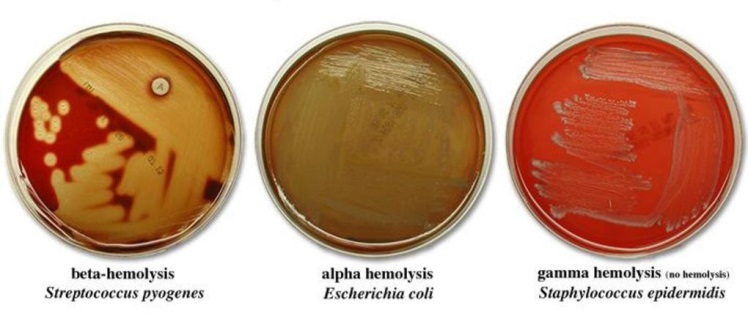 A
beta-hemolysis
Streptococcus pyogenes
alpha hemolysis
Escherichia coli
gamma hemolysis (no hemolysis)
Staphylococcus epidermidis